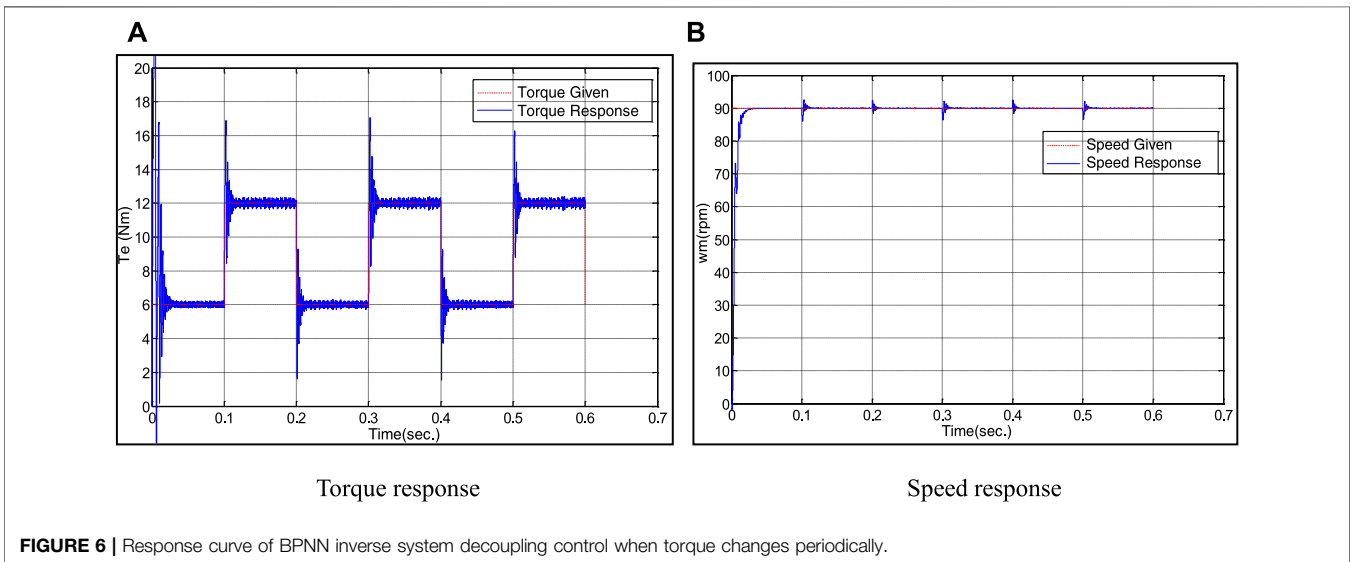 A
20
18
16
14
12
10
8
6
4
2
0
Te (Nm)
Torque Given
Torque Response
0 0.1 0.2 0.3 0.4 0.5 0.6 0.7
Time(sec.)
Torque response
B
100
90
80
70
60
50
40
30
20
10
0
wm(rpm)
Speed Given
Speed Response
0 0.1 0.2 0.3 0.4 0.5 0.6 0.7
Time(sec.)
Speed response
FIGURE 6 | Response curve of BPNN inverse system decoupling control when torque changes periodically.